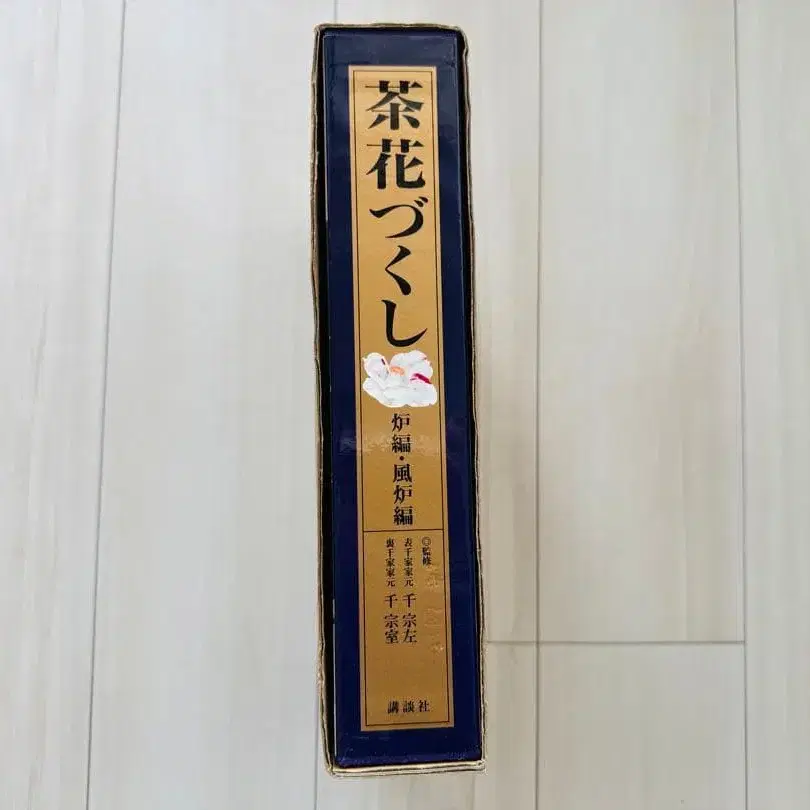 茶花づくし
炉編・風炉編
◎監修
表千家家元 千 宗左
裏千家家元 千 宗室
講談社